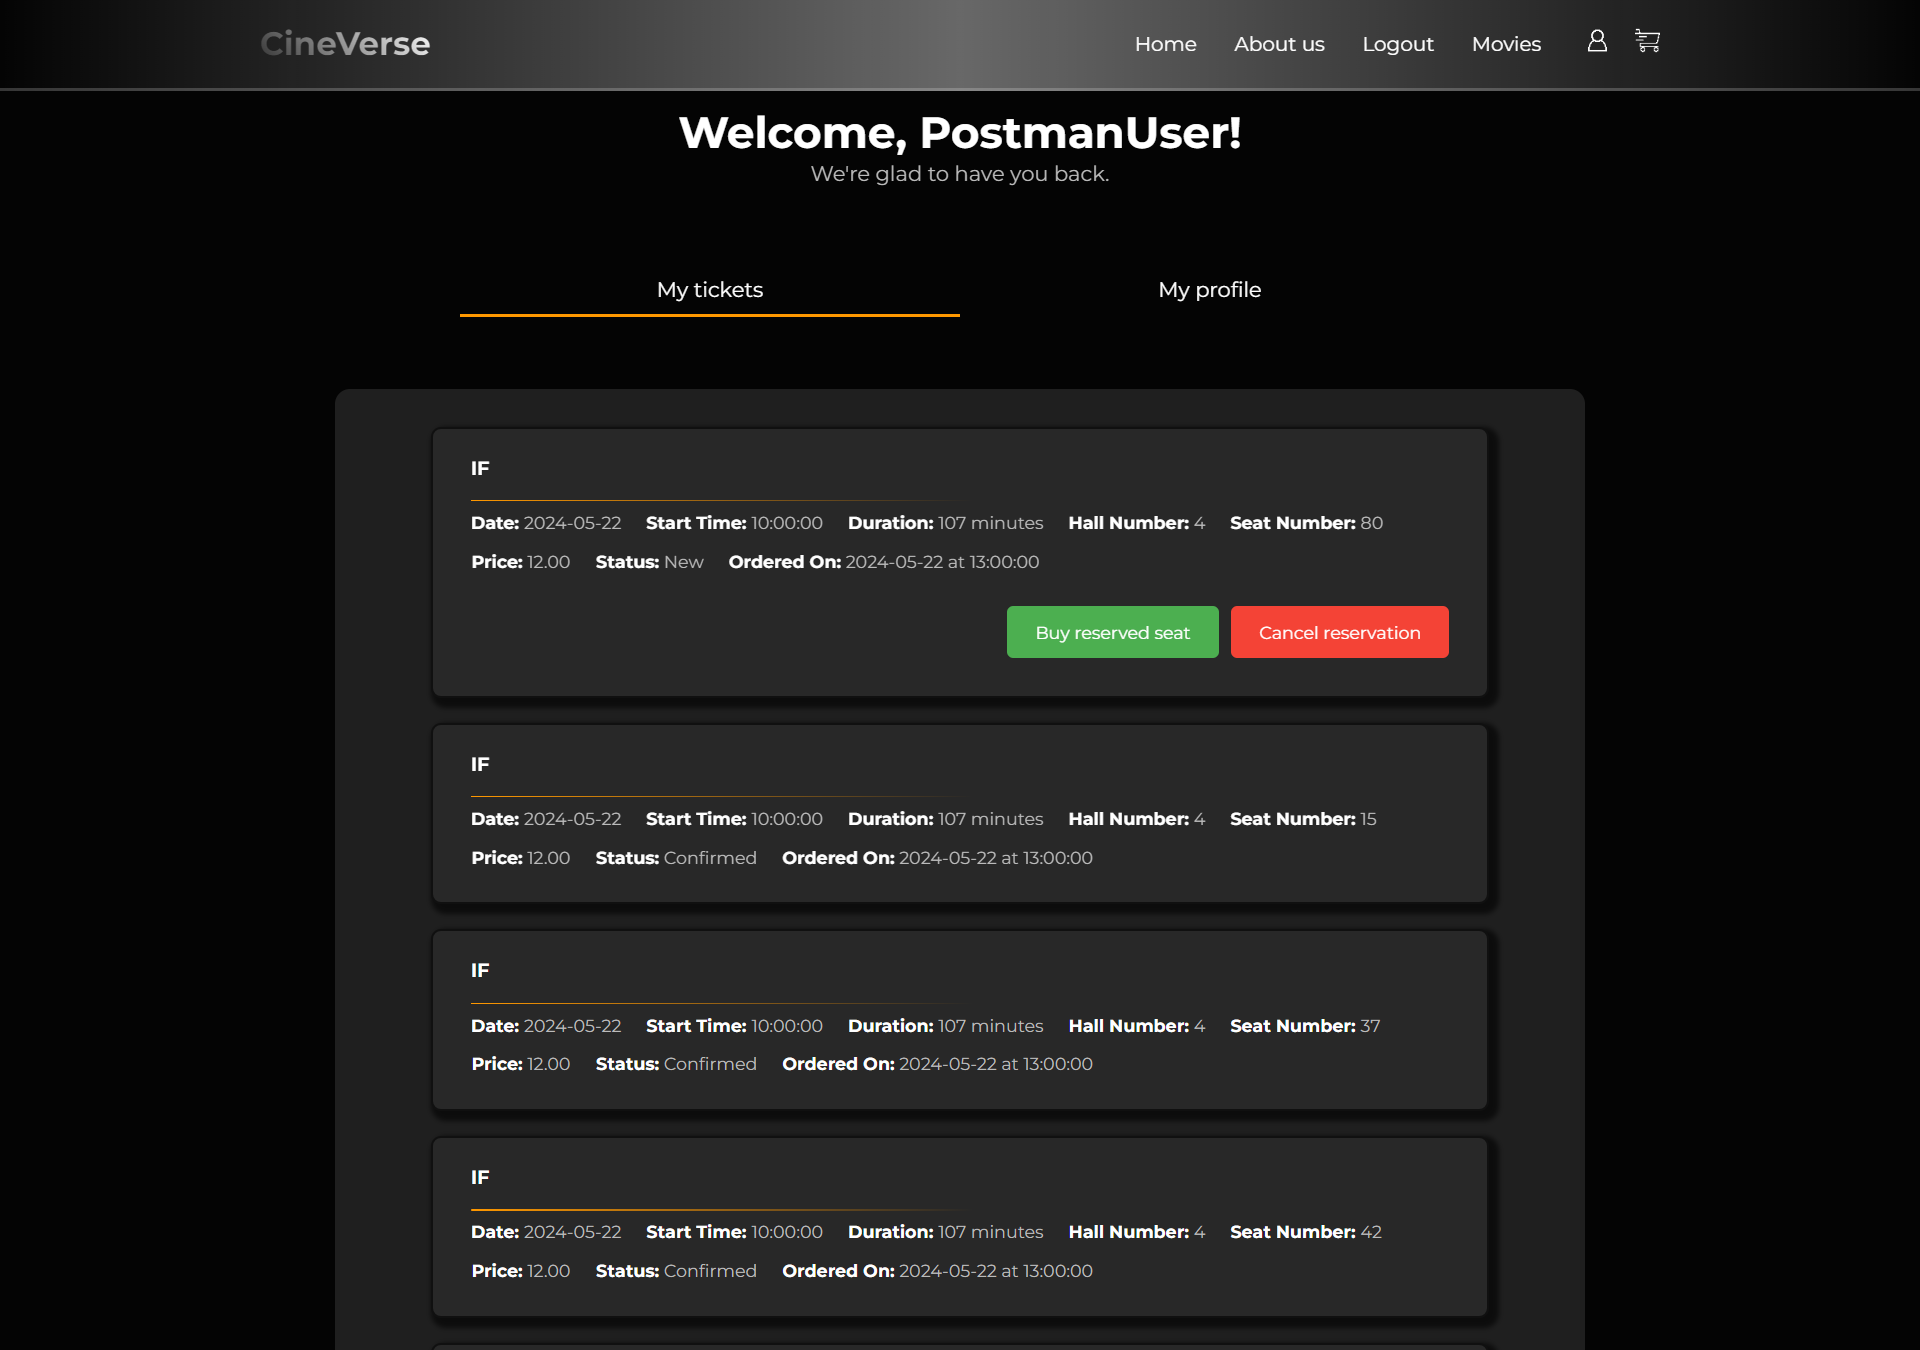 CineVerse Home About us Logout Movies
Welcome, PostmanUser!
We're glad to have you back.
My tickets My profile
IF
Date: 2024-05-22 Start Time: 10:00:00 Duration: 107 minutes Hall Number: 4 Seat Number: 80
Price: 12.00 Status: New Ordered On: 2024-05-22 at 13:00:00
Buy reserved seat Cancel reservation
IF
Date: 2024-05-22 Start Time: 10:00:00 Duration: 107 minutes Hall Number: 4 Seat Number: 15
Price: 12.00 Status: Confirmed Ordered On: 2024-05-22 at 13:00:00
IF
Date: 2024-05-22 Start Time: 10:00:00 Duration: 107 minutes Hall Number: 4 Seat Number: 37
Price: 12.00 Status: Confirmed Ordered On: 2024-05-22 at 13:00:00
IF
Date: 2024-05-22 Start Time: 10:00:00 Duration: 107 minutes Hall Number: 4 Seat Number: 42
Price: 12.00 Status: Confirmed Ordered On: 2024-05-22 at 13:00:00